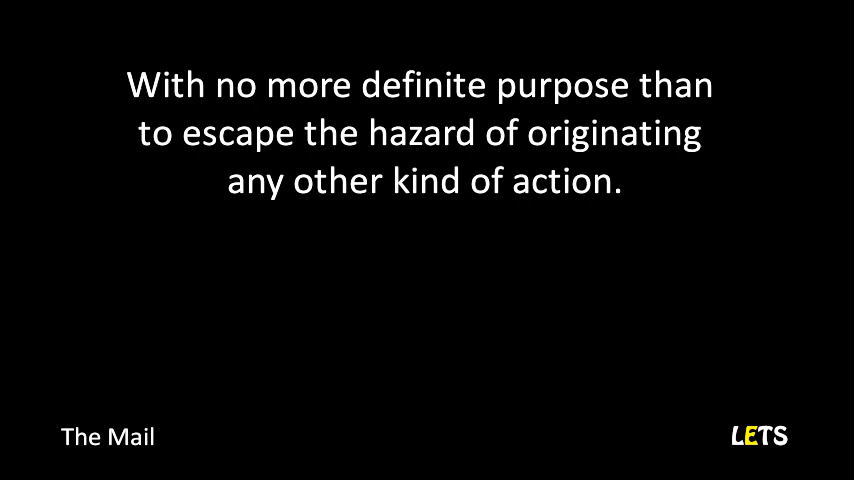 With no more definite purpose than
to escape the hazard of originating
any other kind of action.
The Mail
LETS